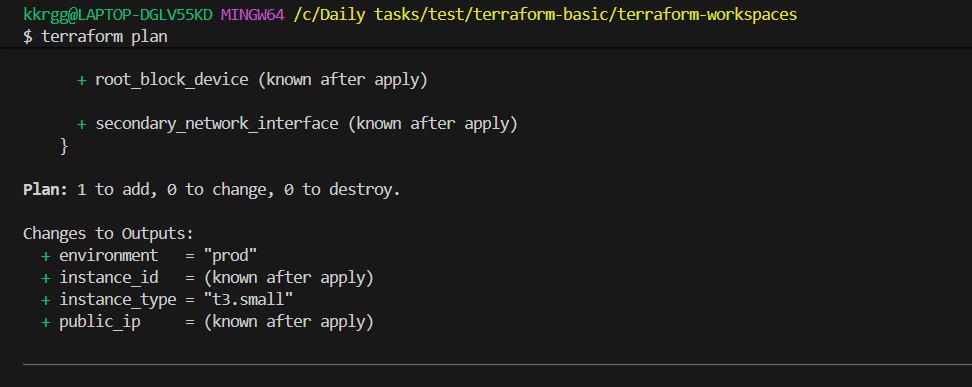 kkrgg@LAPTOP-DGLV55KD MINGW64 /c/Daily tasks/test/terraform-basic/terraform-workspaces
$ terraform plan
+ root_block_device (known after apply)
+ secondary_network_interface (known after apply)
}
Plan: 1 to add, 0 to change, 0 to destroy.
Changes to Outputs:
+ environment   = "prod"
+ instance_id   = (known after apply)
+ instance_type = "t3.small"
+ public_ip     = (known after apply)